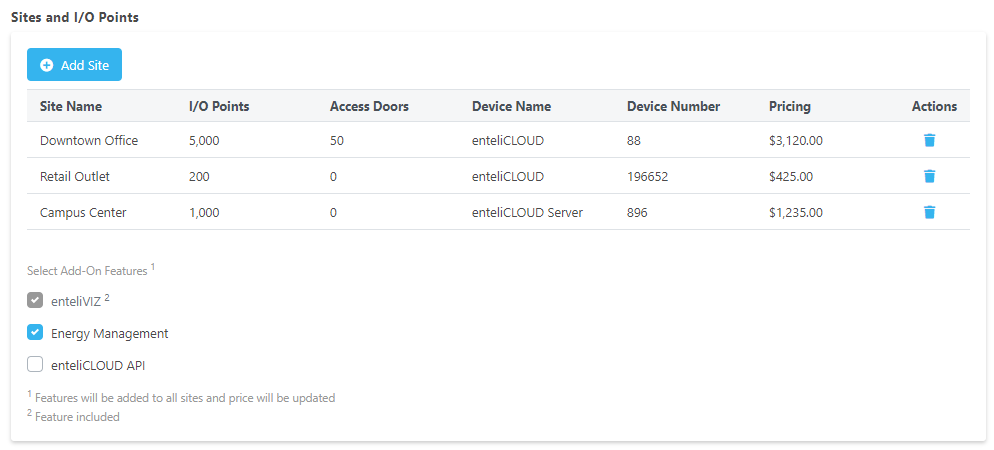 Sites and I/O Points
Add Site
Site Name I/O Points Access Doors Device Name Device Number Pricing Actions
Downtown Office 5,000 50 enteliCLOUD 88 $3,120.00
Retail Outlet 200 0 enteliCLOUD 196652 $425.00
Campus Center 1,000 0 enteliCLOUD Server 896 $1,235.00
Select Add-On Features 1
enteliVIZ 2
Energy Management
enteliCLOUD API
1 Features will be added to all sites and price will be updated
2 Feature included